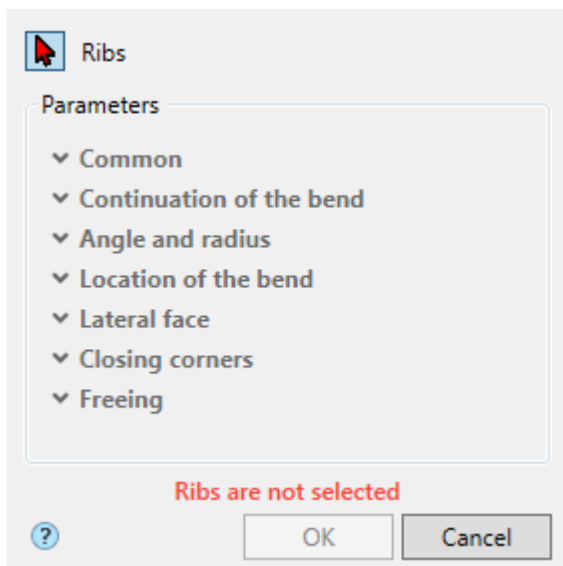 Ribs
Parameters
Common
Continuation of the bend
Angle and radius
Location of the bend
Lateral face
Closing corners
Freeing
Ribs are not selected
?
OK
Cancel